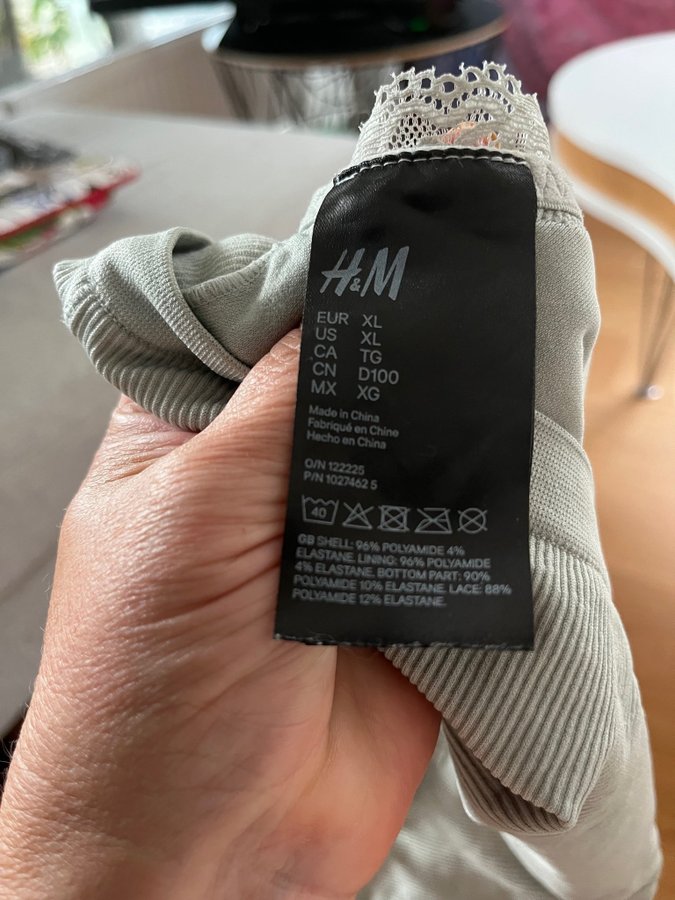 H&M
EUR XL
US XL
CA TG
CN D100
MX XG
Made in China
Fabriqué en Chine
Hecho en China
O/N 122225
P/N 1027462 5
40
GB SHELL: 96% POLYAMIDE 4%
ELASTANE. LINING: 96% POLYAMIDE
4% ELASTANE. BOTTOM PART: 90%
POLYAMIDE 10% ELASTANE. LACE: 88%
POLYAMIDE 12% ELASTANE.